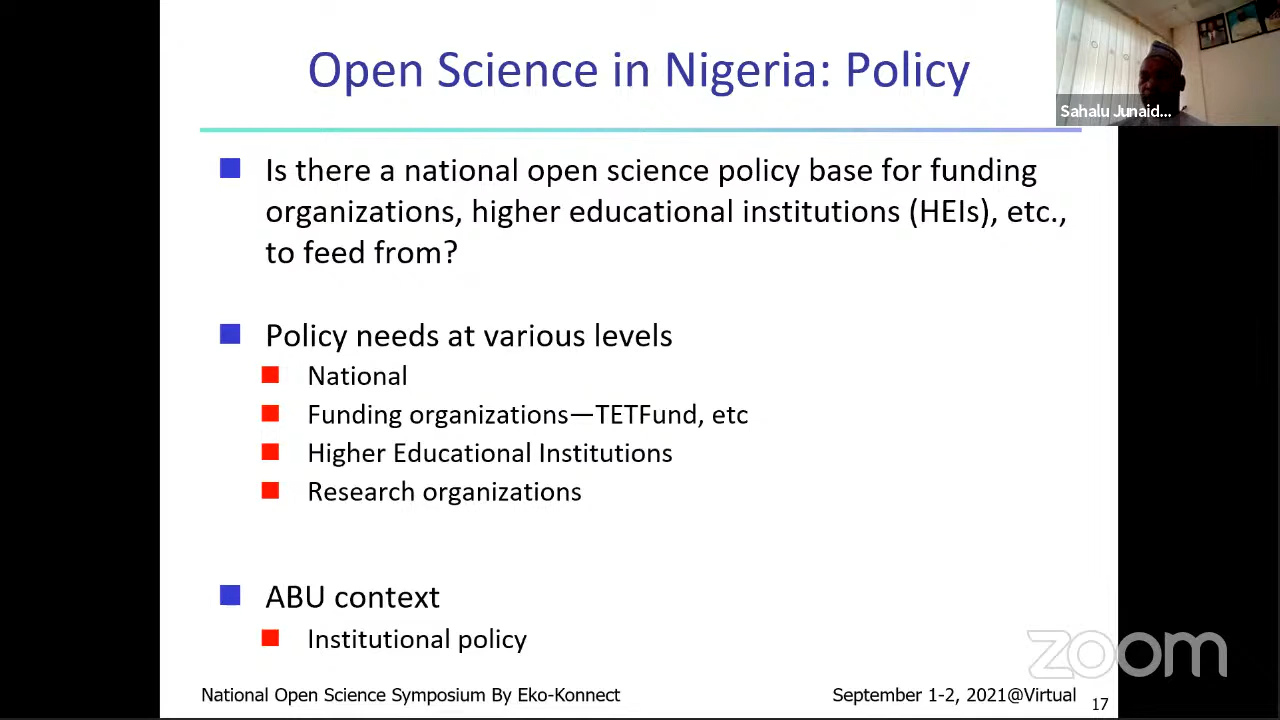 Open Science in Nigeria: Policy
Sahalu Junaid...
Is there a national open science policy base for funding
organizations, higher educational institutions (HEIs), etc.,
to feed from?
Policy needs at various levels
National
Funding organizations—TETFund, etc
Higher Educational Institutions
Research organizations
ABU context
Institutional policy
zoom
National Open Science Symposium By Eko-Konnect
September 1-2, 2021@Virtual
17